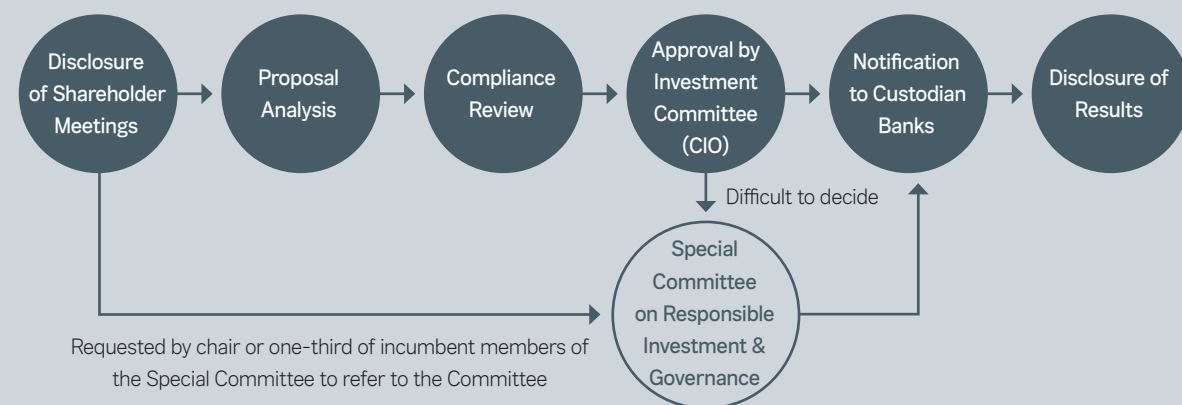 Disclosure
of Shareholder
Meetings
Proposal
Analysis
Compliance
Review
Approval by
Investment
Committee
(CIO)
Notification
to Custodian
Banks
Disclosure of
Results
Difficult to decide
Special
Committee
on Responsible
Investment &
Governance
Requested by chair or one-third of incumbent members of
the Special Committee to refer to the Committee